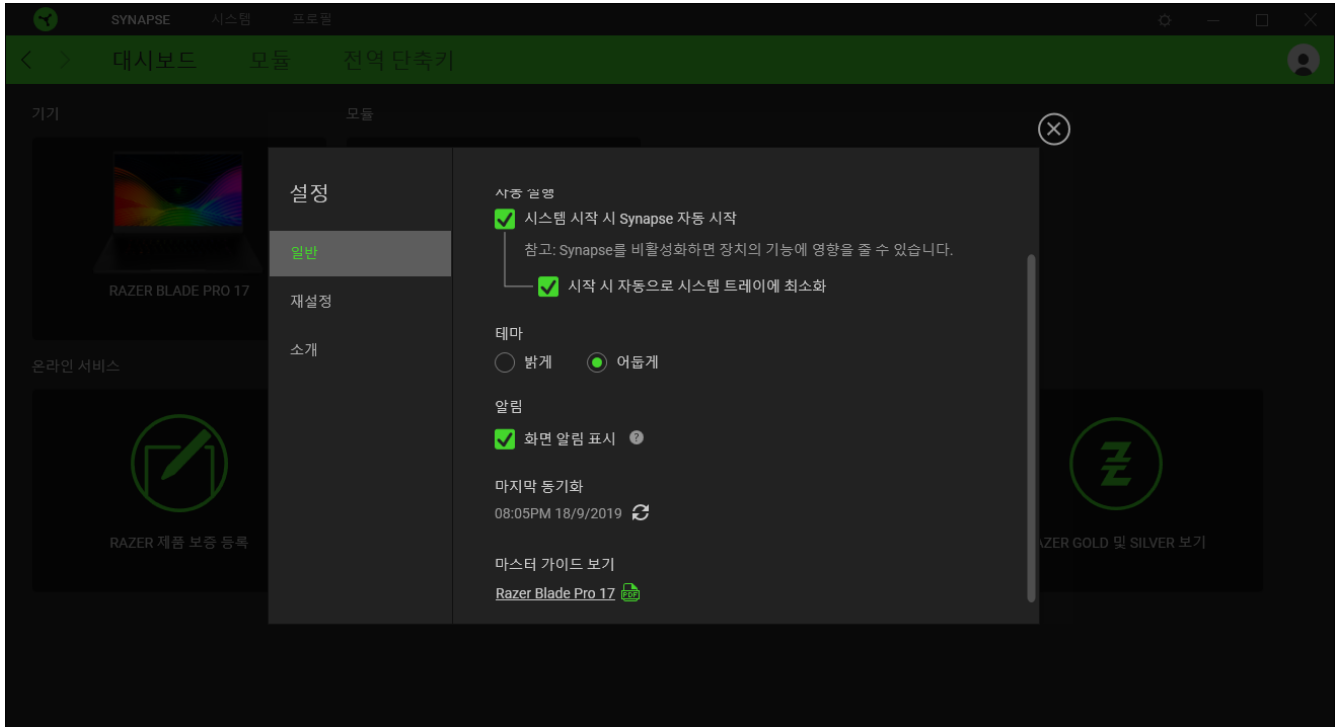 SYNAPSE 시스템 프로필
대시보드 모듈 전역 단축키
기기 모듈
설정
자동 실행
시스템 시작 시 Synapse 자동 시작
일반
참고: Synapse를 비활성화하면 장치의 기능에 영향을 줄 수 있습니다.
RAZER BLADE PRO 17
시작 시 자동으로 시스템 트레이에 최소화
재설정
테마
소개
밝게 어둡게
온라인 서비스
알림
화면 알림 표시 ?
마지막 동기화
08:05PM 18/9/2019
RAZER 제품 보증 등록
ZER GOLD 및 SILVER 보기
마스터 가이드 보기
Razer Blade Pro 17 PDF